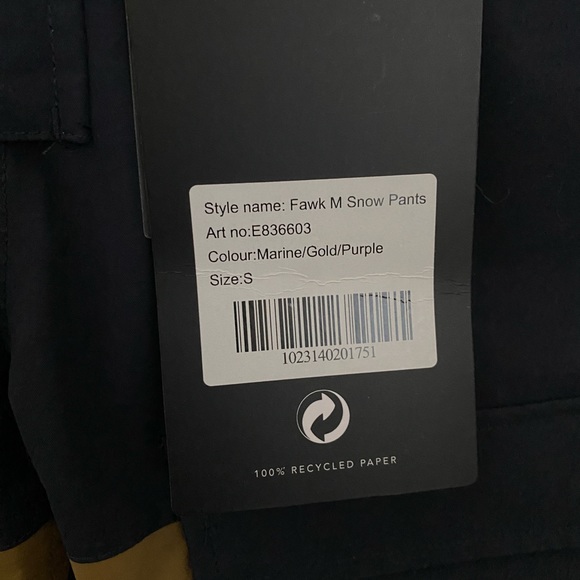 Style name: Fawk M Snow Pants
Art no:E836603
Colour:Marine/Gold/Purple
Size:S
1023140201751
100% RECYCLED PAPER